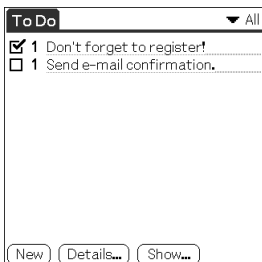 To Do All
1 Don't forget to register!
1 Send e-mail confirmation.
New Details... Show...